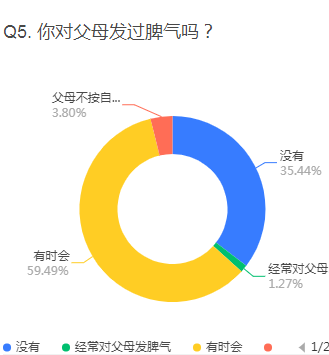 Q5. 你对父母发过脾气吗？
父母不按自...
3.80%
没有
35.44%
有时会
59.49%
经常对父母
1.27%
没有
经常对父母发脾气
有时会
1/2